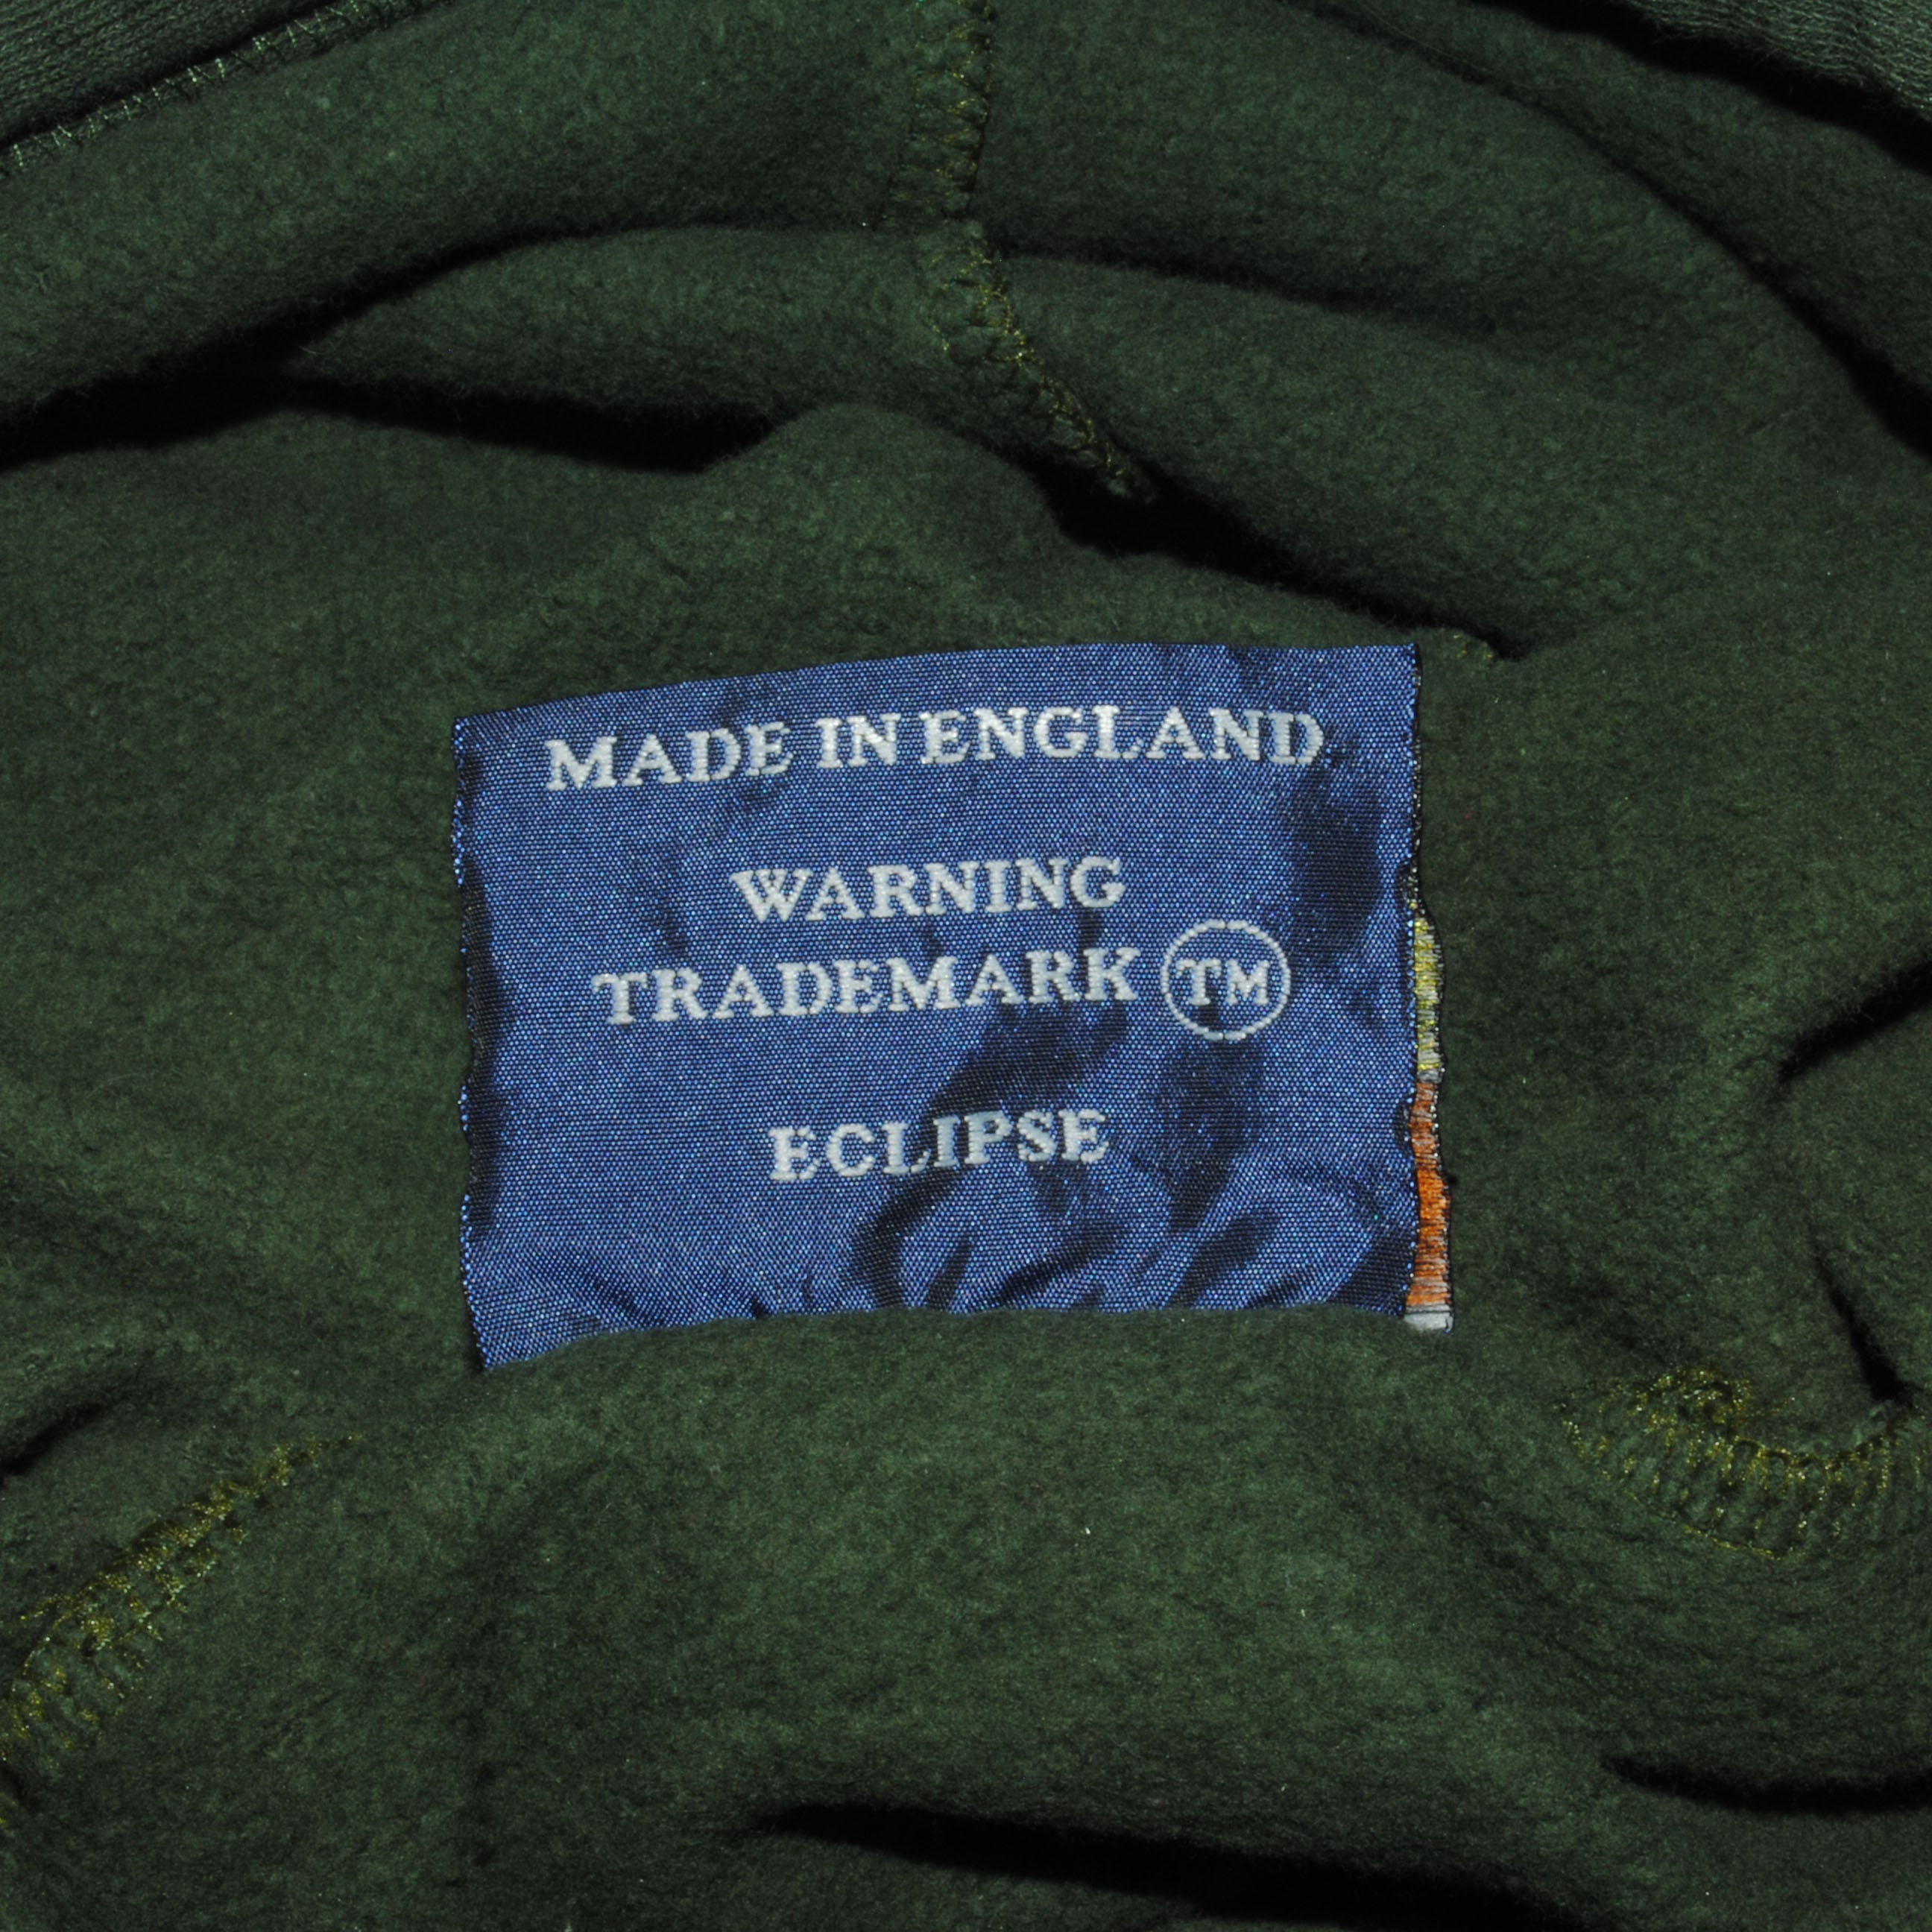 MADE IN ENGLAND
WARNING
TRADEMARK TM
ECLIPSE